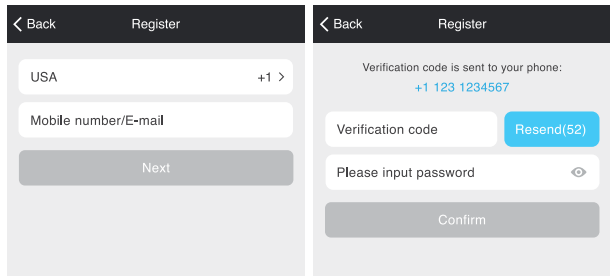 Back Register
USA +1
Mobile number/E-mail
Next
Back Register
Verification code is sent to your phone:
+1 123 1234567
Verification code Resend(52)
Please input password
Confirm